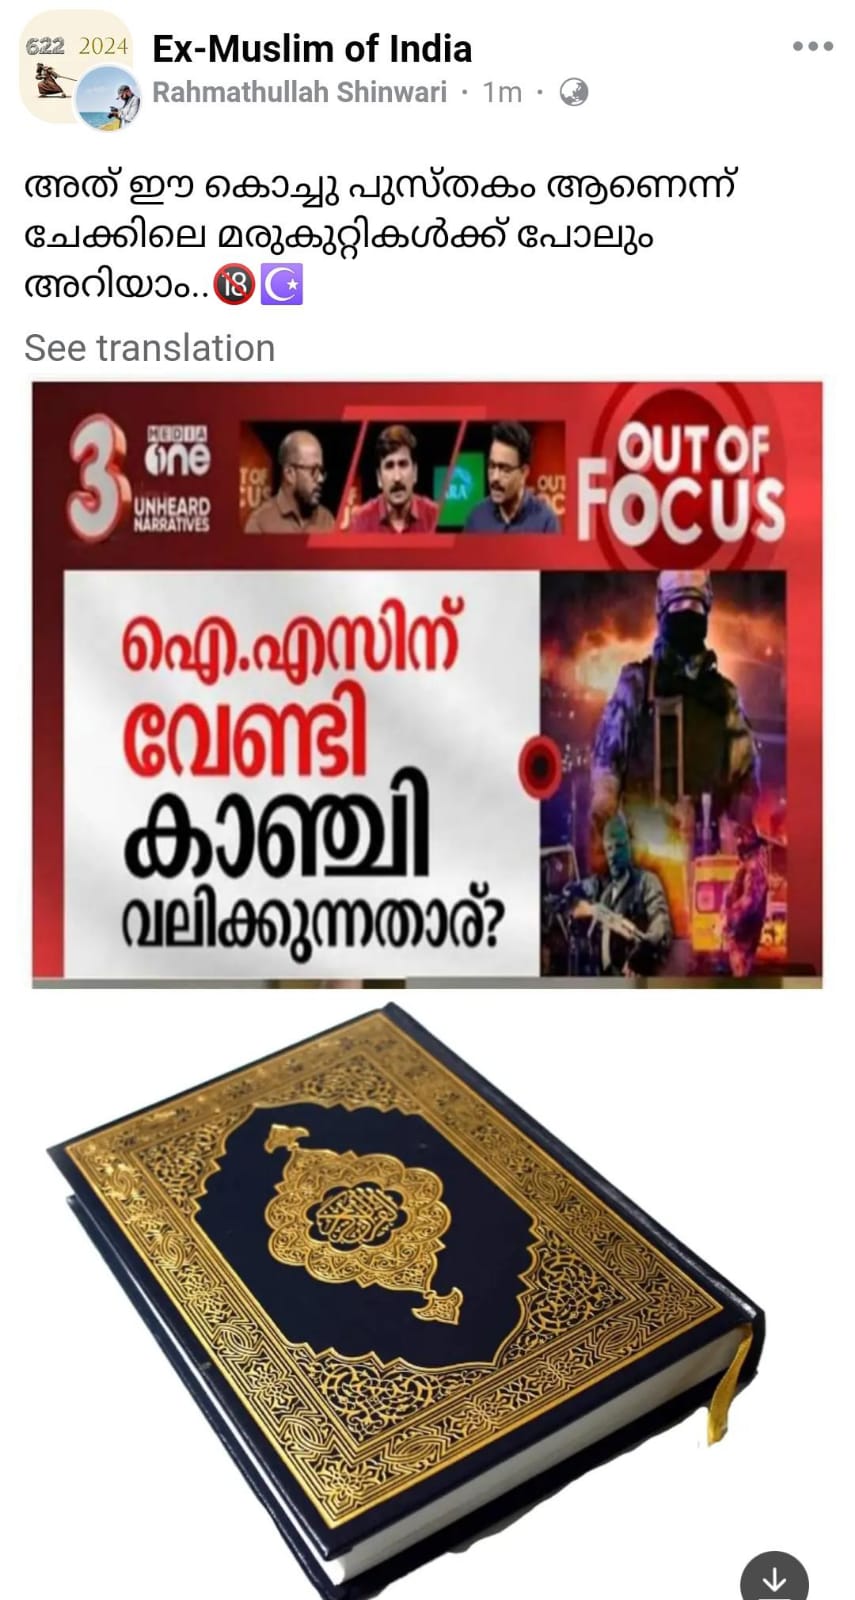 622 2024
Ex-Muslim of India
Rahmathullah Shinwari · 1m ·
അത് ഈ കൊച്ചു പുസ്തകം ആണെന്ന്
ചേക്കിലെ മരുകുറ്റികൾക്ക് പോലും
അറിയാം..🔞☪️
See translation
3
MEDIA
one
UNHEARD
NARRATIVES
OUT OF
FOCUS
ഐ.എസിന്
വേണ്ടി
കാഞ്ചി
വലിക്കുന്നതാര്?